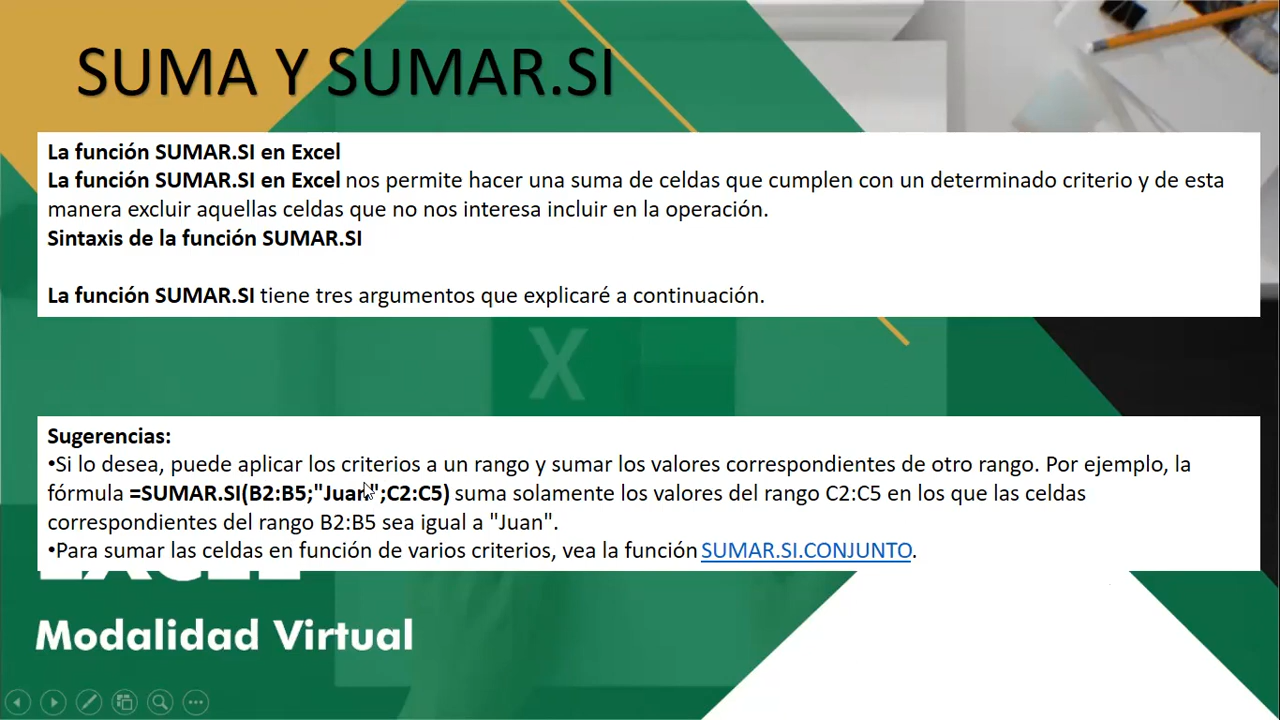 SUMA Y SUMAR.SI
La función SUMAR.SI en Excel
La función SUMAR.SI en Excel nos permite hacer una suma de celdas que cumplen con un determinado criterio y de esta
manera excluir aquellas celdas que no nos interesa incluir en la operación.
Sintaxis de la función SUMAR.SI
La función SUMAR.SI tiene tres argumentos que explicaré a continuación.
X
Sugerencias:
•Si lo desea, puede aplicar los criterios a un rango y sumar los valores correspondientes de otro rango. Por ejemplo, la
fórmula =SUMAR.SI(B2:B5;"Juan";C2:C5) suma solamente los valores del rango C2:C5 en los que las celdas
correspondientes del rango B2:B5 sea igual a "Juan".
•Para sumar las celdas en función de varios criterios, vea la función SUMAR.SI.CONJUNTO.
Modalidad Virtual